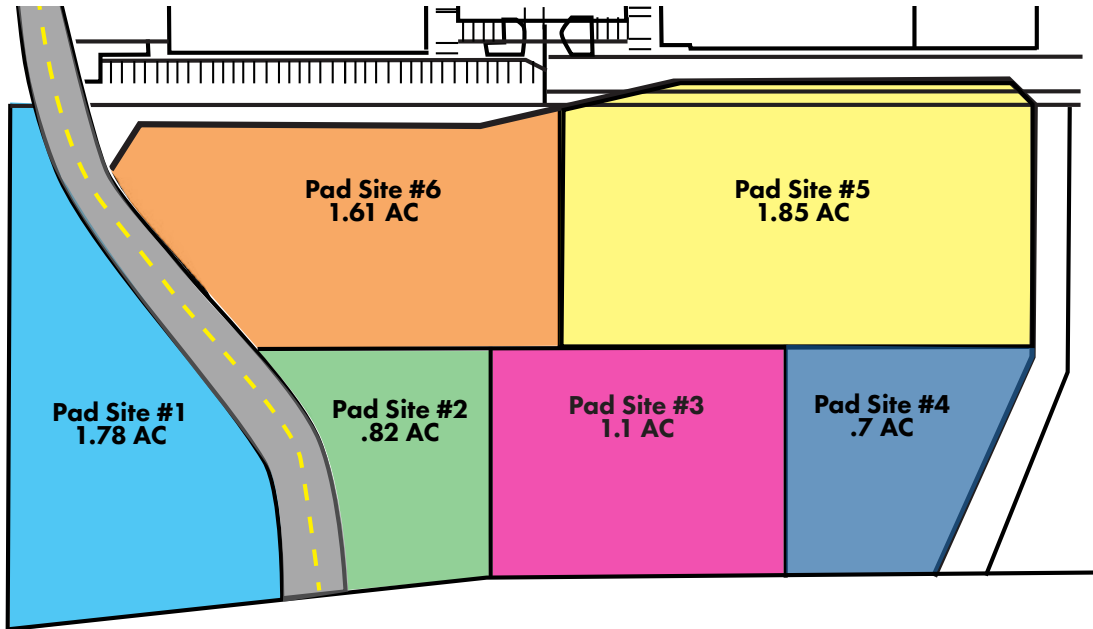 Pad Site #6
1.61 AC
Pad Site #5
1.85 AC
Pad Site #1
1.78 AC
Pad Site #2
.82 AC
Pad Site #3
1.1 AC
Pad Site #4
.7 AC